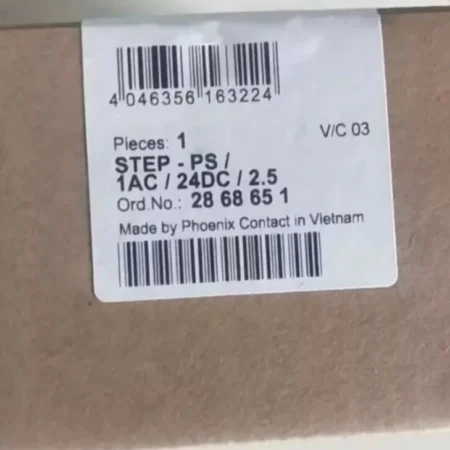 4 046356 163224
Pieces: 1
V/C 03
STEP - PS /
1AC / 24DC / 2.5
Ord.No.: 28 68 65 1
Made by Phoenix Contact in Vietnam